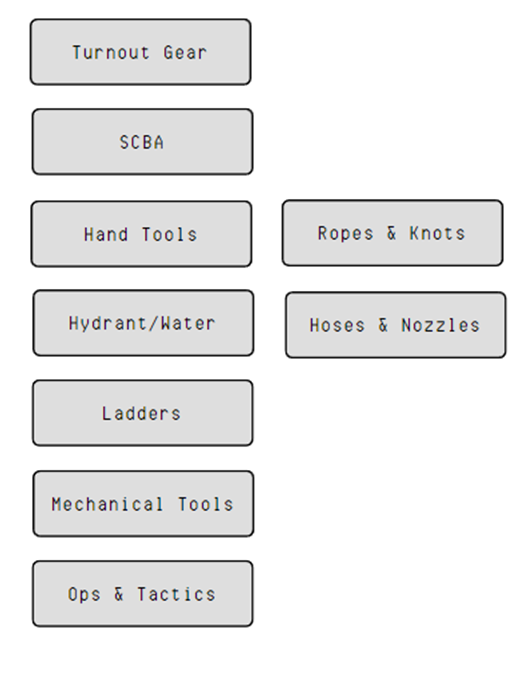 Turnout Gear
SCBA
Hand Tools
Ropes & Knots
Hydrant/Water
Hoses & Nozzles
Ladders
Mechanical Tools
Ops & Tactics